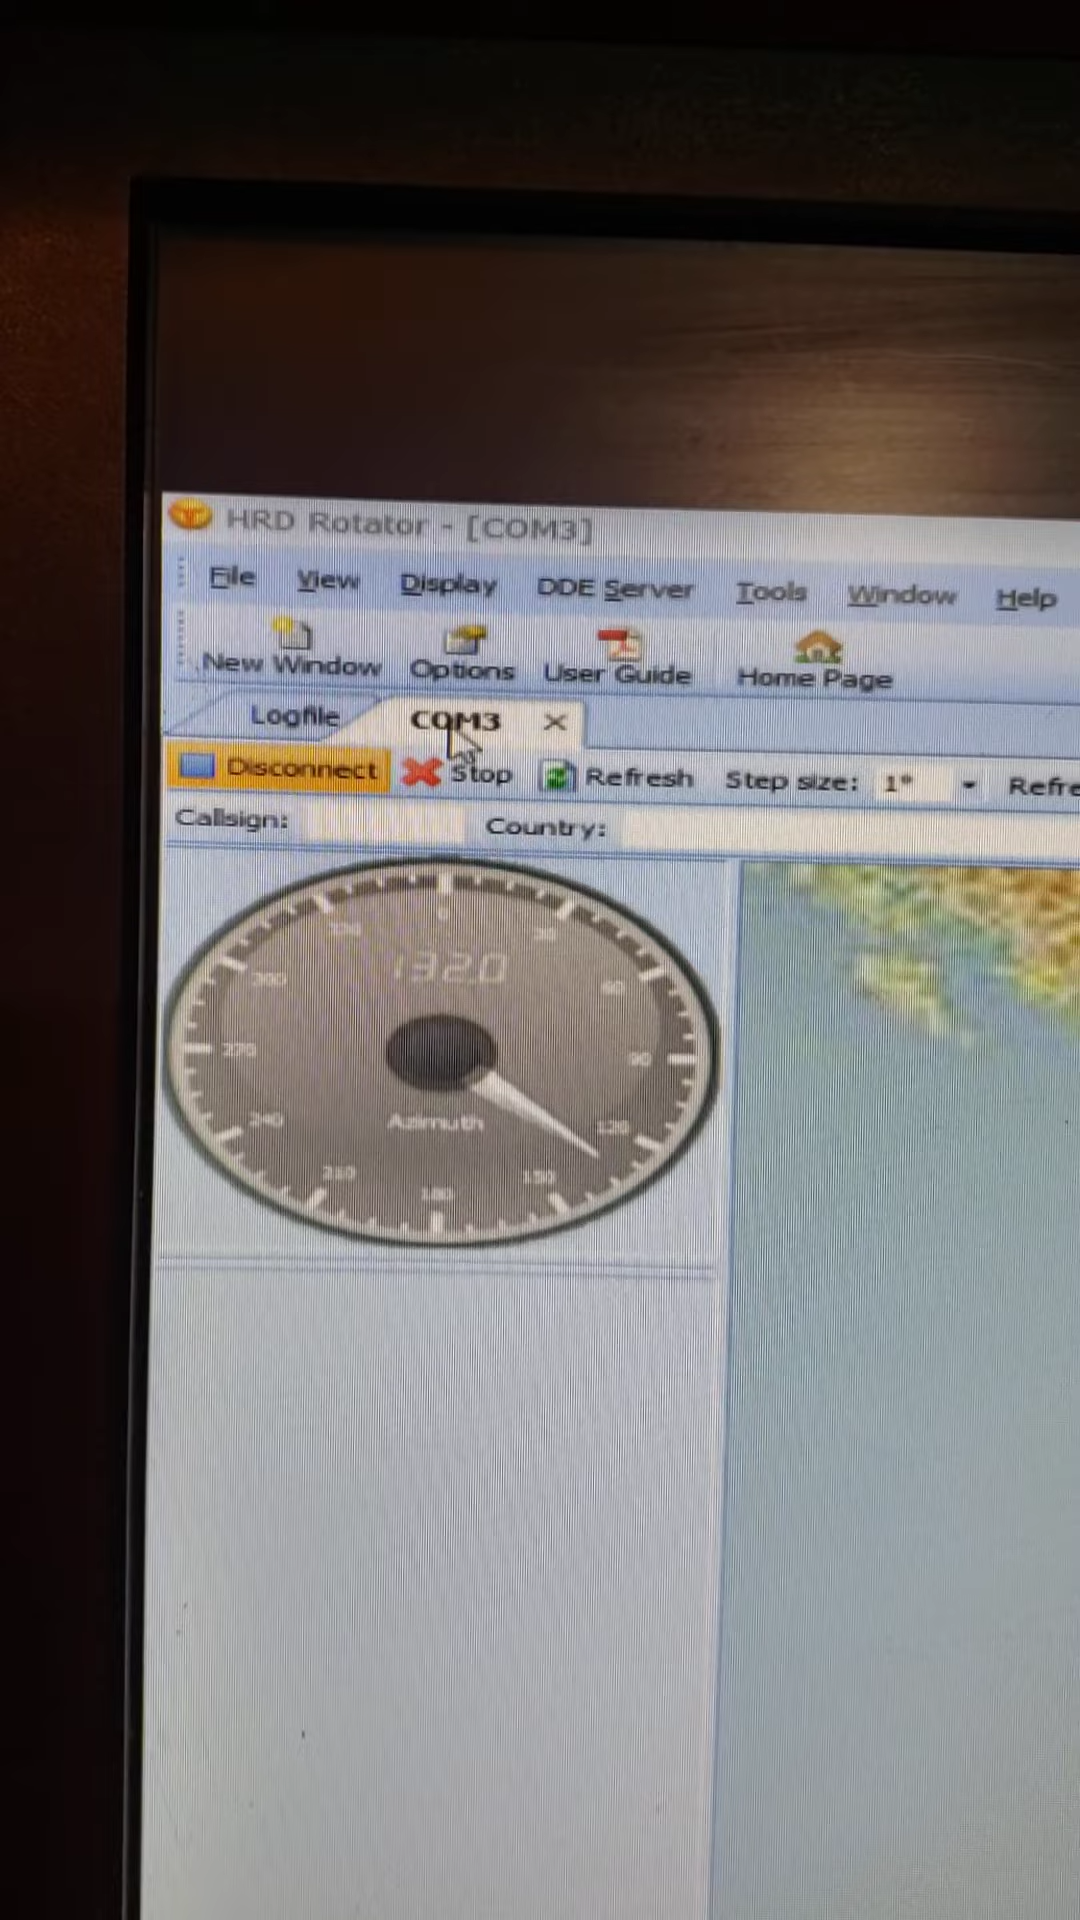 HRD Rotator - [COM3]
File View Display DDE Server Tools Window Help
New Window Options User Guide Home Page
Logfile COM3
Disconnect Stop Refresh Step size: 1° Refre
Callsign: Country:
0
330 30
132.0
300 60
270 90
Azimuth
240 120
210 150
180